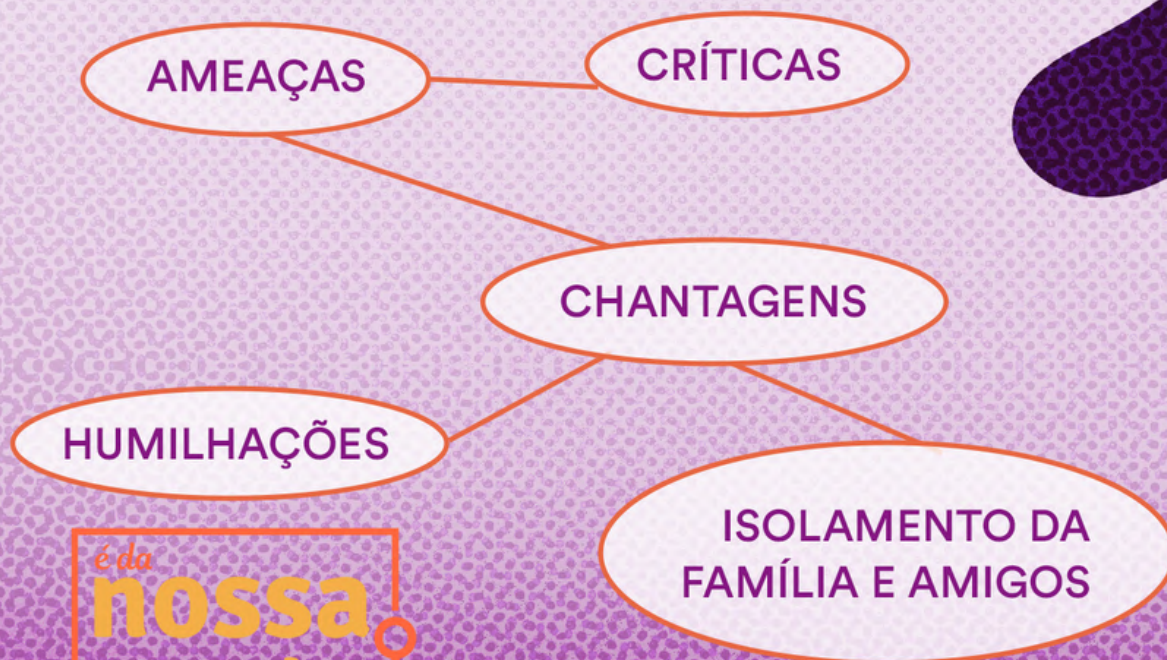 AMEAÇAS
CRÍTICAS
CHANTAGENS
HUMILHAÇÕES
ISOLAMENTO DA
FAMÍLIA E AMIGOS
é da
nossa